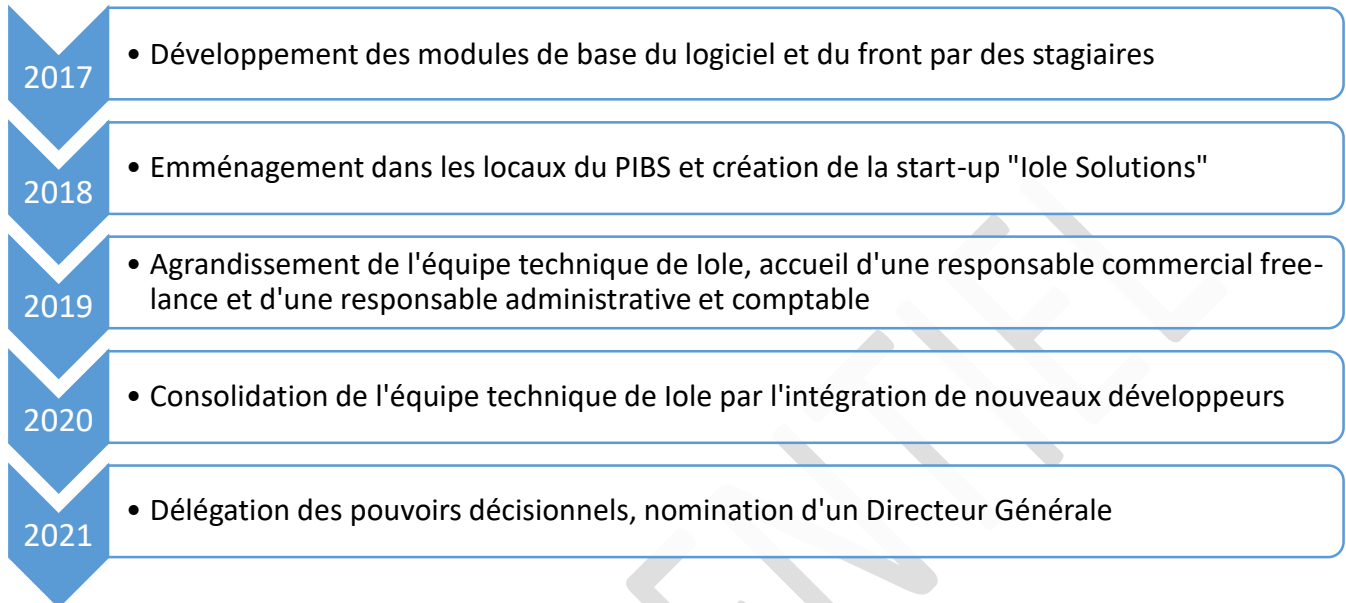 2017
• Développement des modules de base du logiciel et du front par des stagiaires
2018
• Emménagement dans les locaux du PIBS et création de la start-up "Iole Solutions"
2019
• Agrandissement de l'équipe technique de Iole, accueil d'une responsable commercial free-
lance et d'une responsable administrative et comptable
2020
• Consolidation de l'équipe technique de Iole par l'intégration de nouveaux développeurs
2021
• Délégation des pouvoirs décisionnels, nomination d'un Directeur Générale
ENTIEL